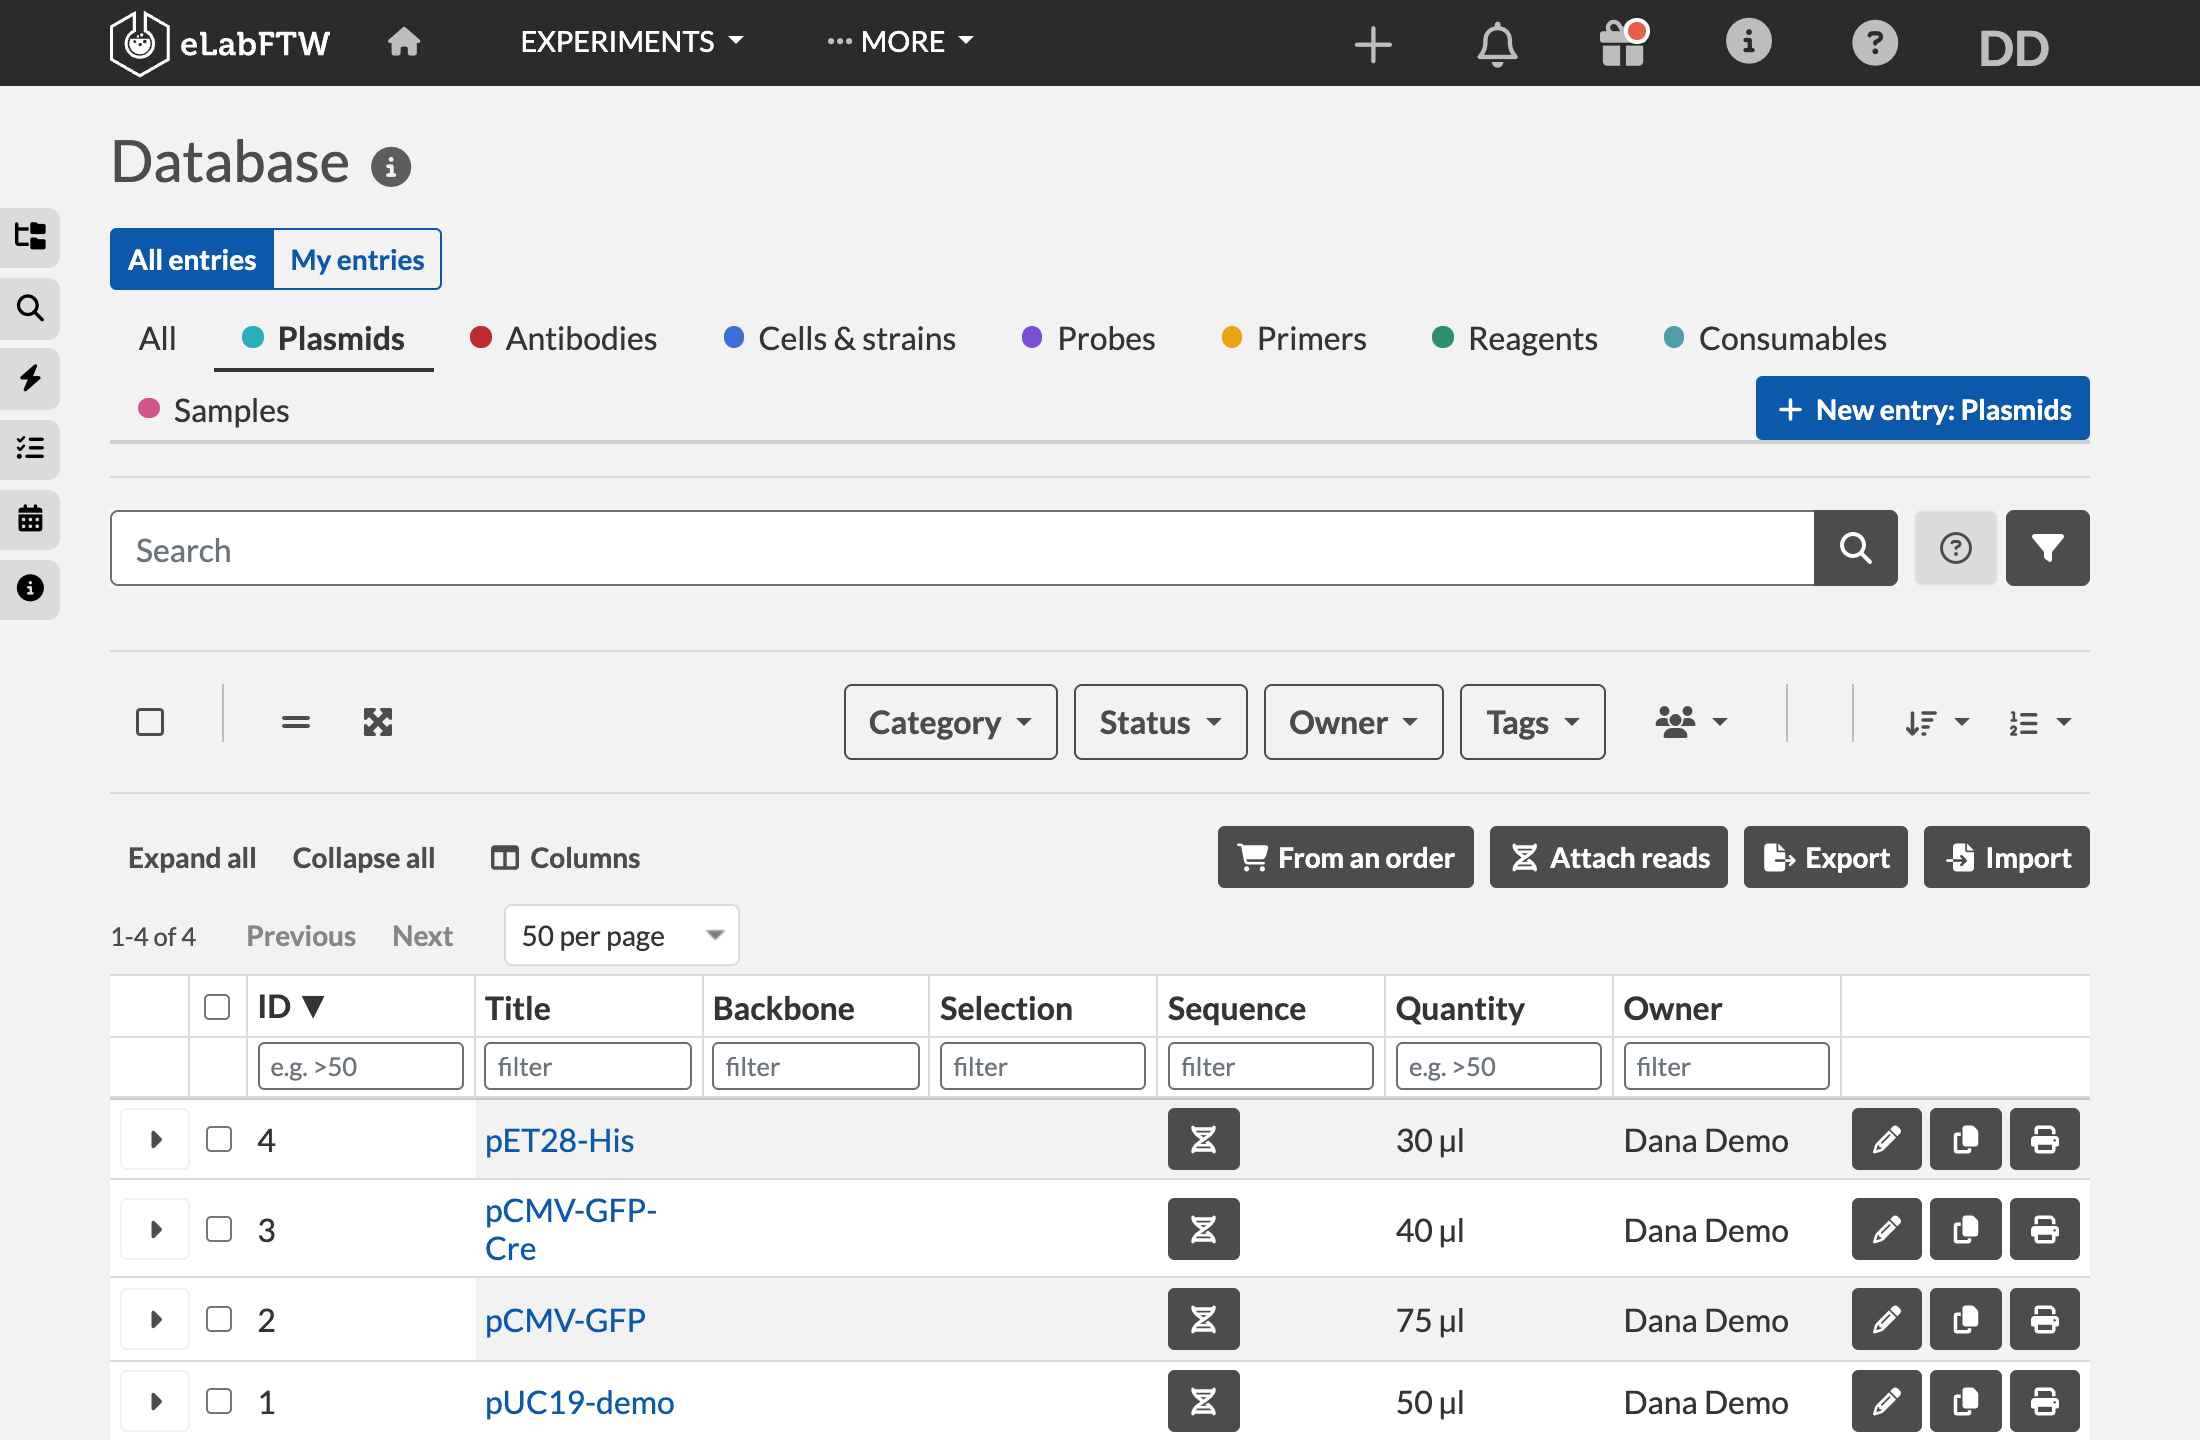 eLabFTW EXPERIMENTS MORE DD
Database
All entries My entries
All Plasmids Antibodies Cells & strains Probes Primers Reagents Consumables
Samples + New entry: Plasmids
Search
Category Status Owner Tags
Expand all Collapse all Columns From an order Attach reads Export Import
1-4 of 4 Previous Next 50 per page
ID ▼ Title Backbone Selection Sequence Quantity Owner
e.g. >50 filter filter filter filter e.g. >50 filter
4 pET28-His 30 µl Dana Demo
3 pCMV-GFP-
Cre 40 µl Dana Demo
2 pCMV-GFP 75 µl Dana Demo
1 pUC19-demo 50 µl Dana Demo